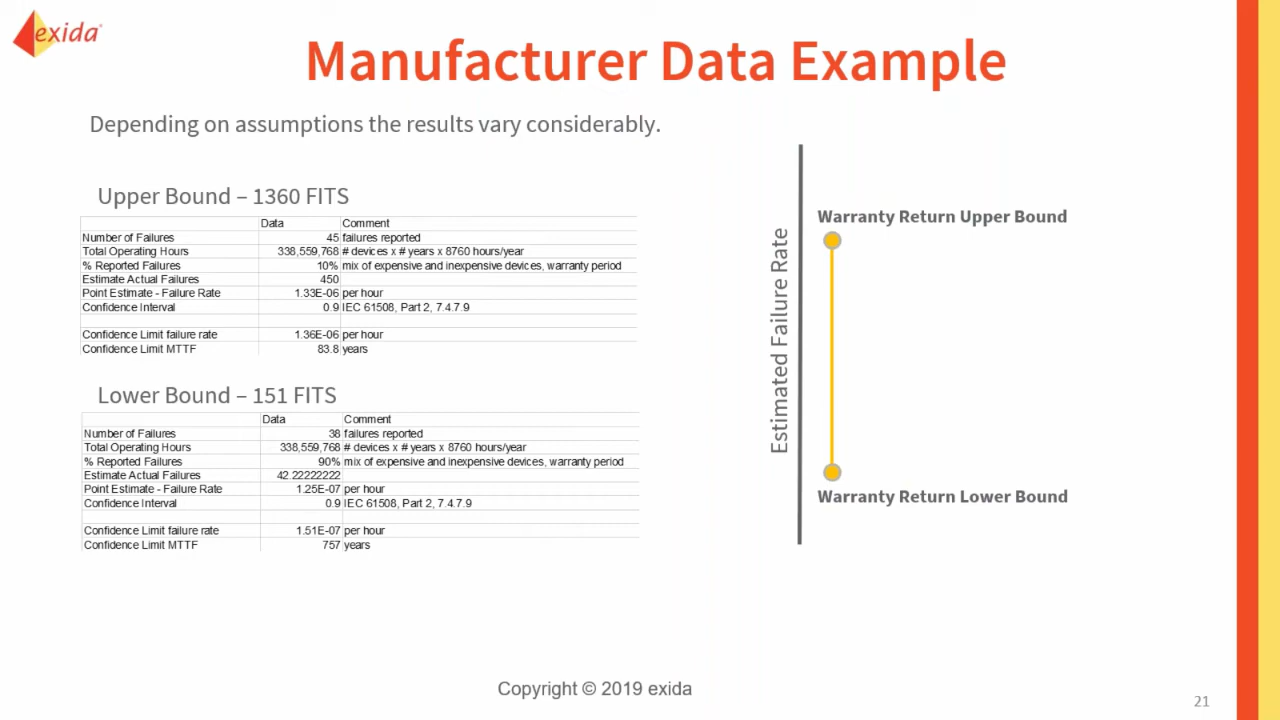 exida
Manufacturer Data Example
Depending on assumptions the results vary considerably.
Upper Bound – 1360 FITS
Data Comment
Number of Failures 45 failures reported
Total Operating Hours 338,559,768 # devices x # years x 8760 hours/year
% Reported Failures 10% mix of expensive and inexpensive devices, warranty period
Estimate Actual Failures 450
Point Estimate - Failure Rate 1.33E-06 per hour
Confidence Interval 0.9 IEC 61508, Part 2, 7.4.7.9
Confidence Limit failure rate 1.36E-06 per hour
Confidence Limit MTTF 83.8 years
Lower Bound – 151 FITS
Data Comment
Number of Failures 38 failures reported
Total Operating Hours 338,559,768 # devices x # years x 8760 hours/year
% Reported Failures 90% mix of expensive and inexpensive devices, warranty period
Estimate Actual Failures 42.22222222
Point Estimate - Failure Rate 1.25E-07 per hour
Confidence Interval 0.9 IEC 61508, Part 2, 7.4.7.9
Confidence Limit failure rate 1.51E-07 per hour
Confidence Limit MTTF 757 years
Estimated Failure Rate
Warranty Return Upper Bound
Warranty Return Lower Bound
Copyright © 2019 exida
21